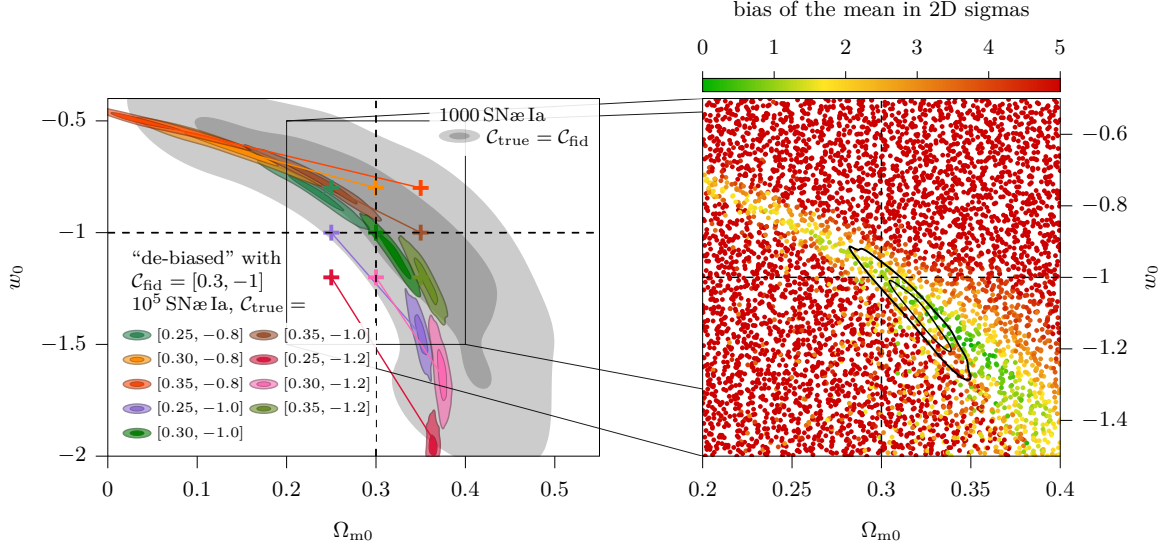 bias of the mean in 2D sigmas
0 1 2 3 4 5
1000 SNæ Ia
𝒞true = 𝒞fid
"de-biased" with
𝒞fid = [0.3, −1]
10⁵ SNæ Ia, 𝒞true =
[0.25, −0.8] [0.35, −1.0]
[0.30, −0.8] [0.25, −1.2]
[0.35, −0.8] [0.30, −1.2]
[0.25, −1.0] [0.35, −1.2]
[0.30, −1.0]
−0.5
−1
−1.5
−2
w₀
0 0.1 0.2 0.3 0.4 0.5
Ωm0
−0.6
−0.8
−1
−1.2
−1.4
w₀
0.2 0.25 0.3 0.35 0.4
Ωm0